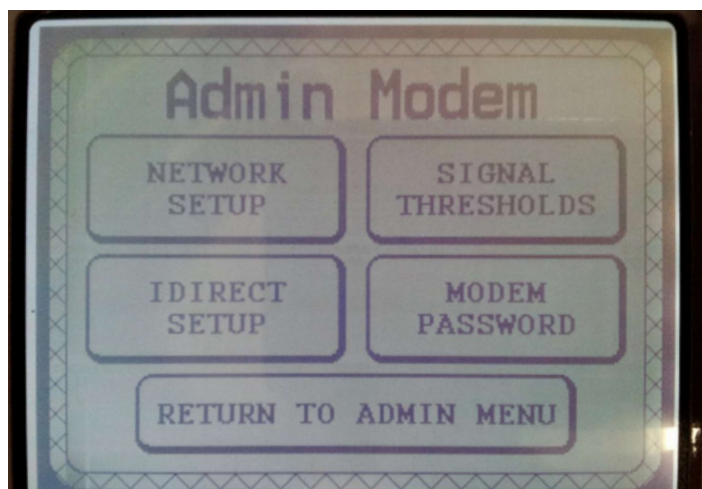 Admin Modem
NETWORK
SETUP
SIGNAL
THRESHOLDS
IDIRECT
SETUP
MODEM
PASSWORD
RETURN TO ADMIN MENU